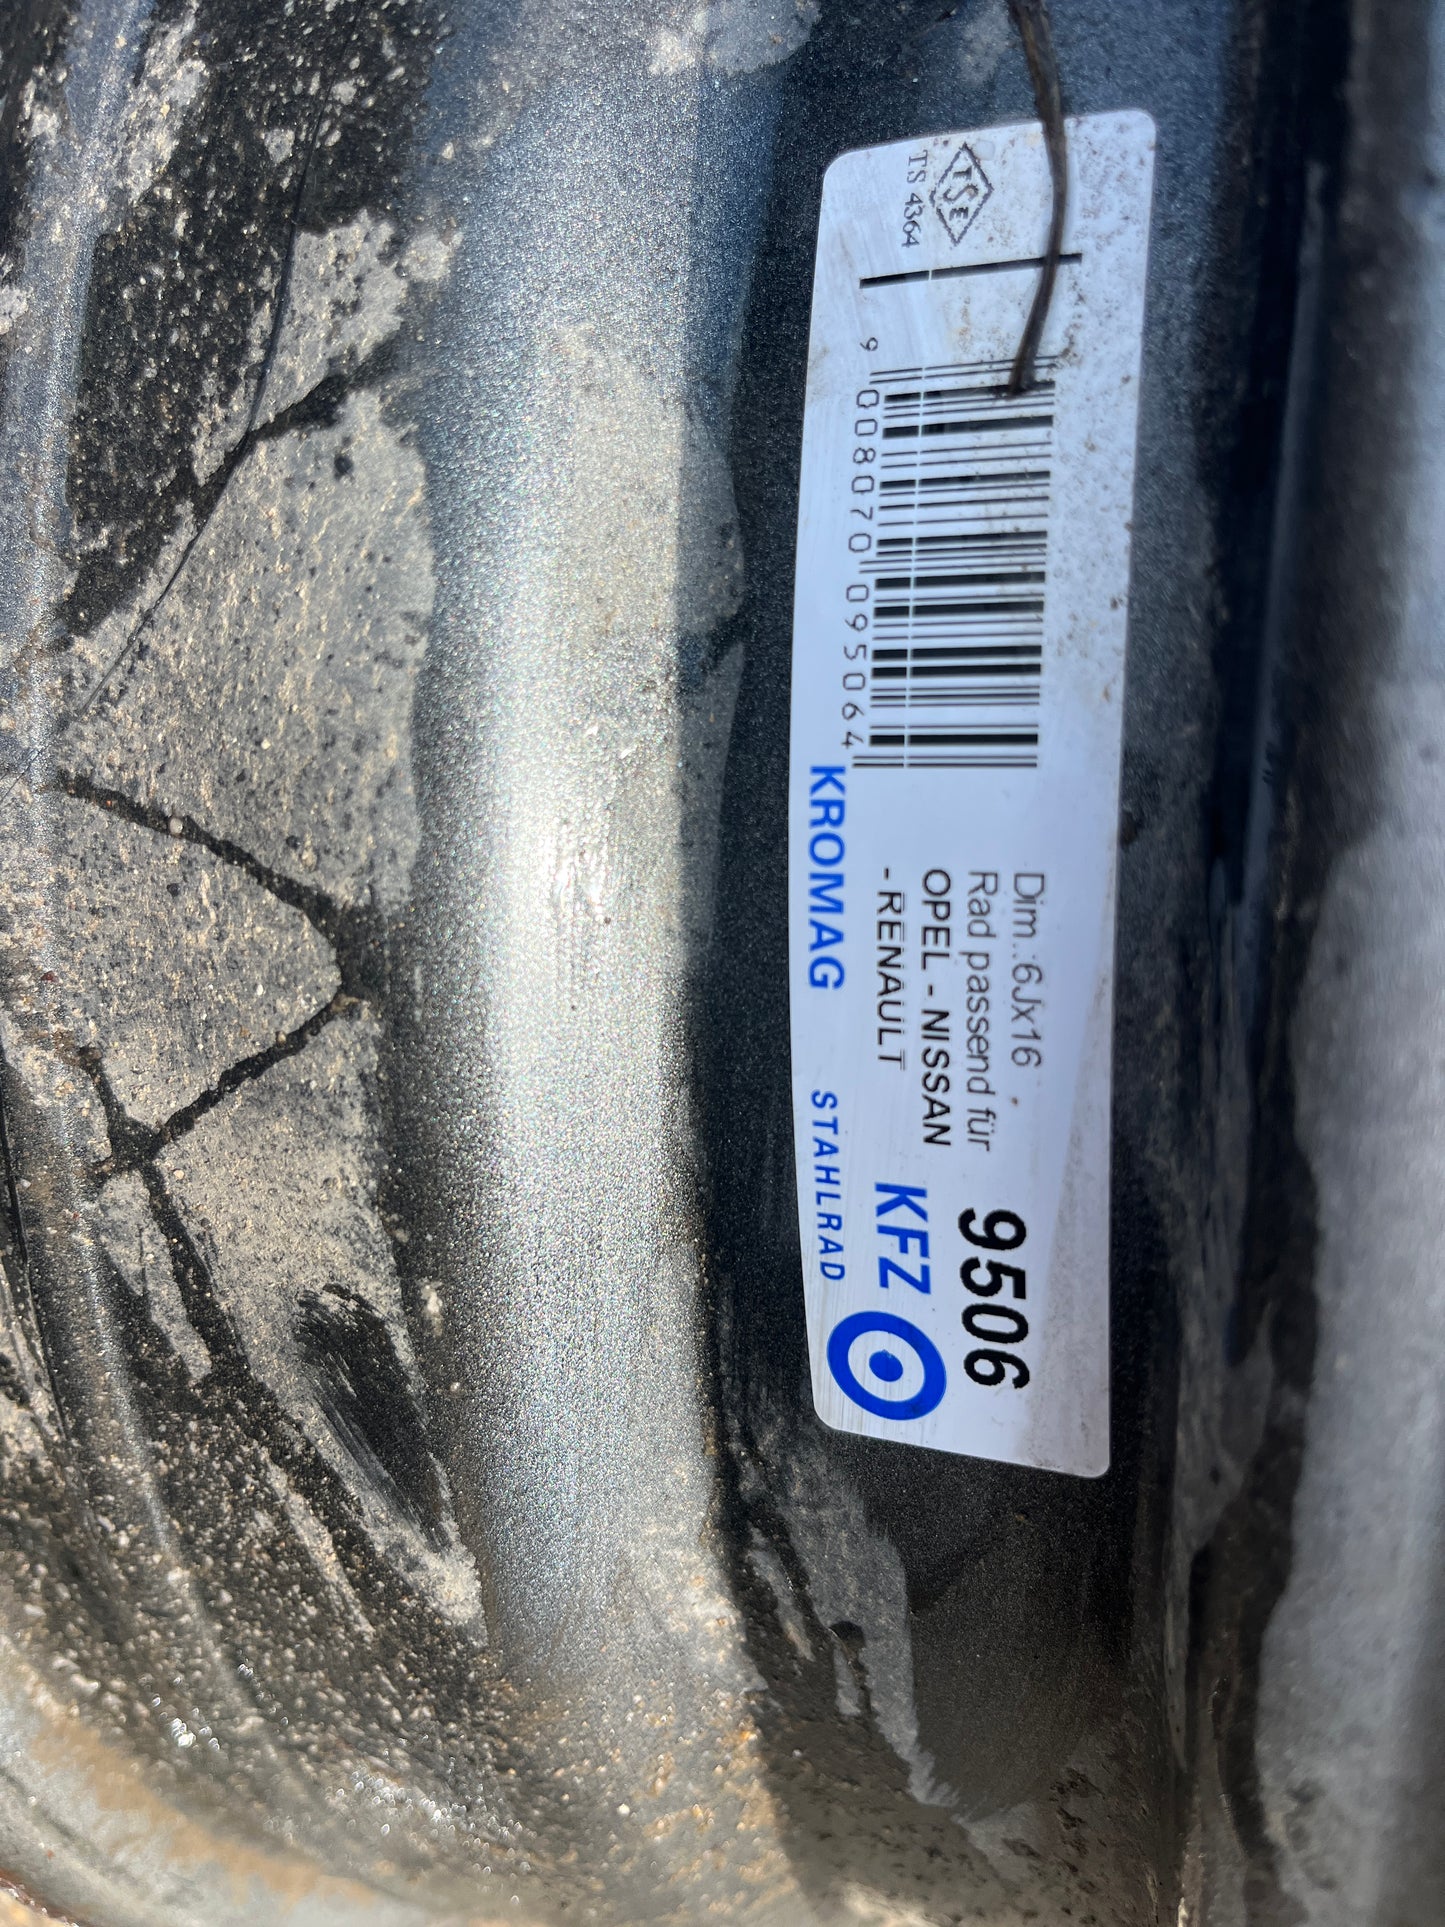 TSE
TS 4364
9 008070 095064
Dim.:6Jx16
Rad passend für
OPEL - NISSAN
- RENAULT
9506
KFZ
KROMAG STAHLRAD